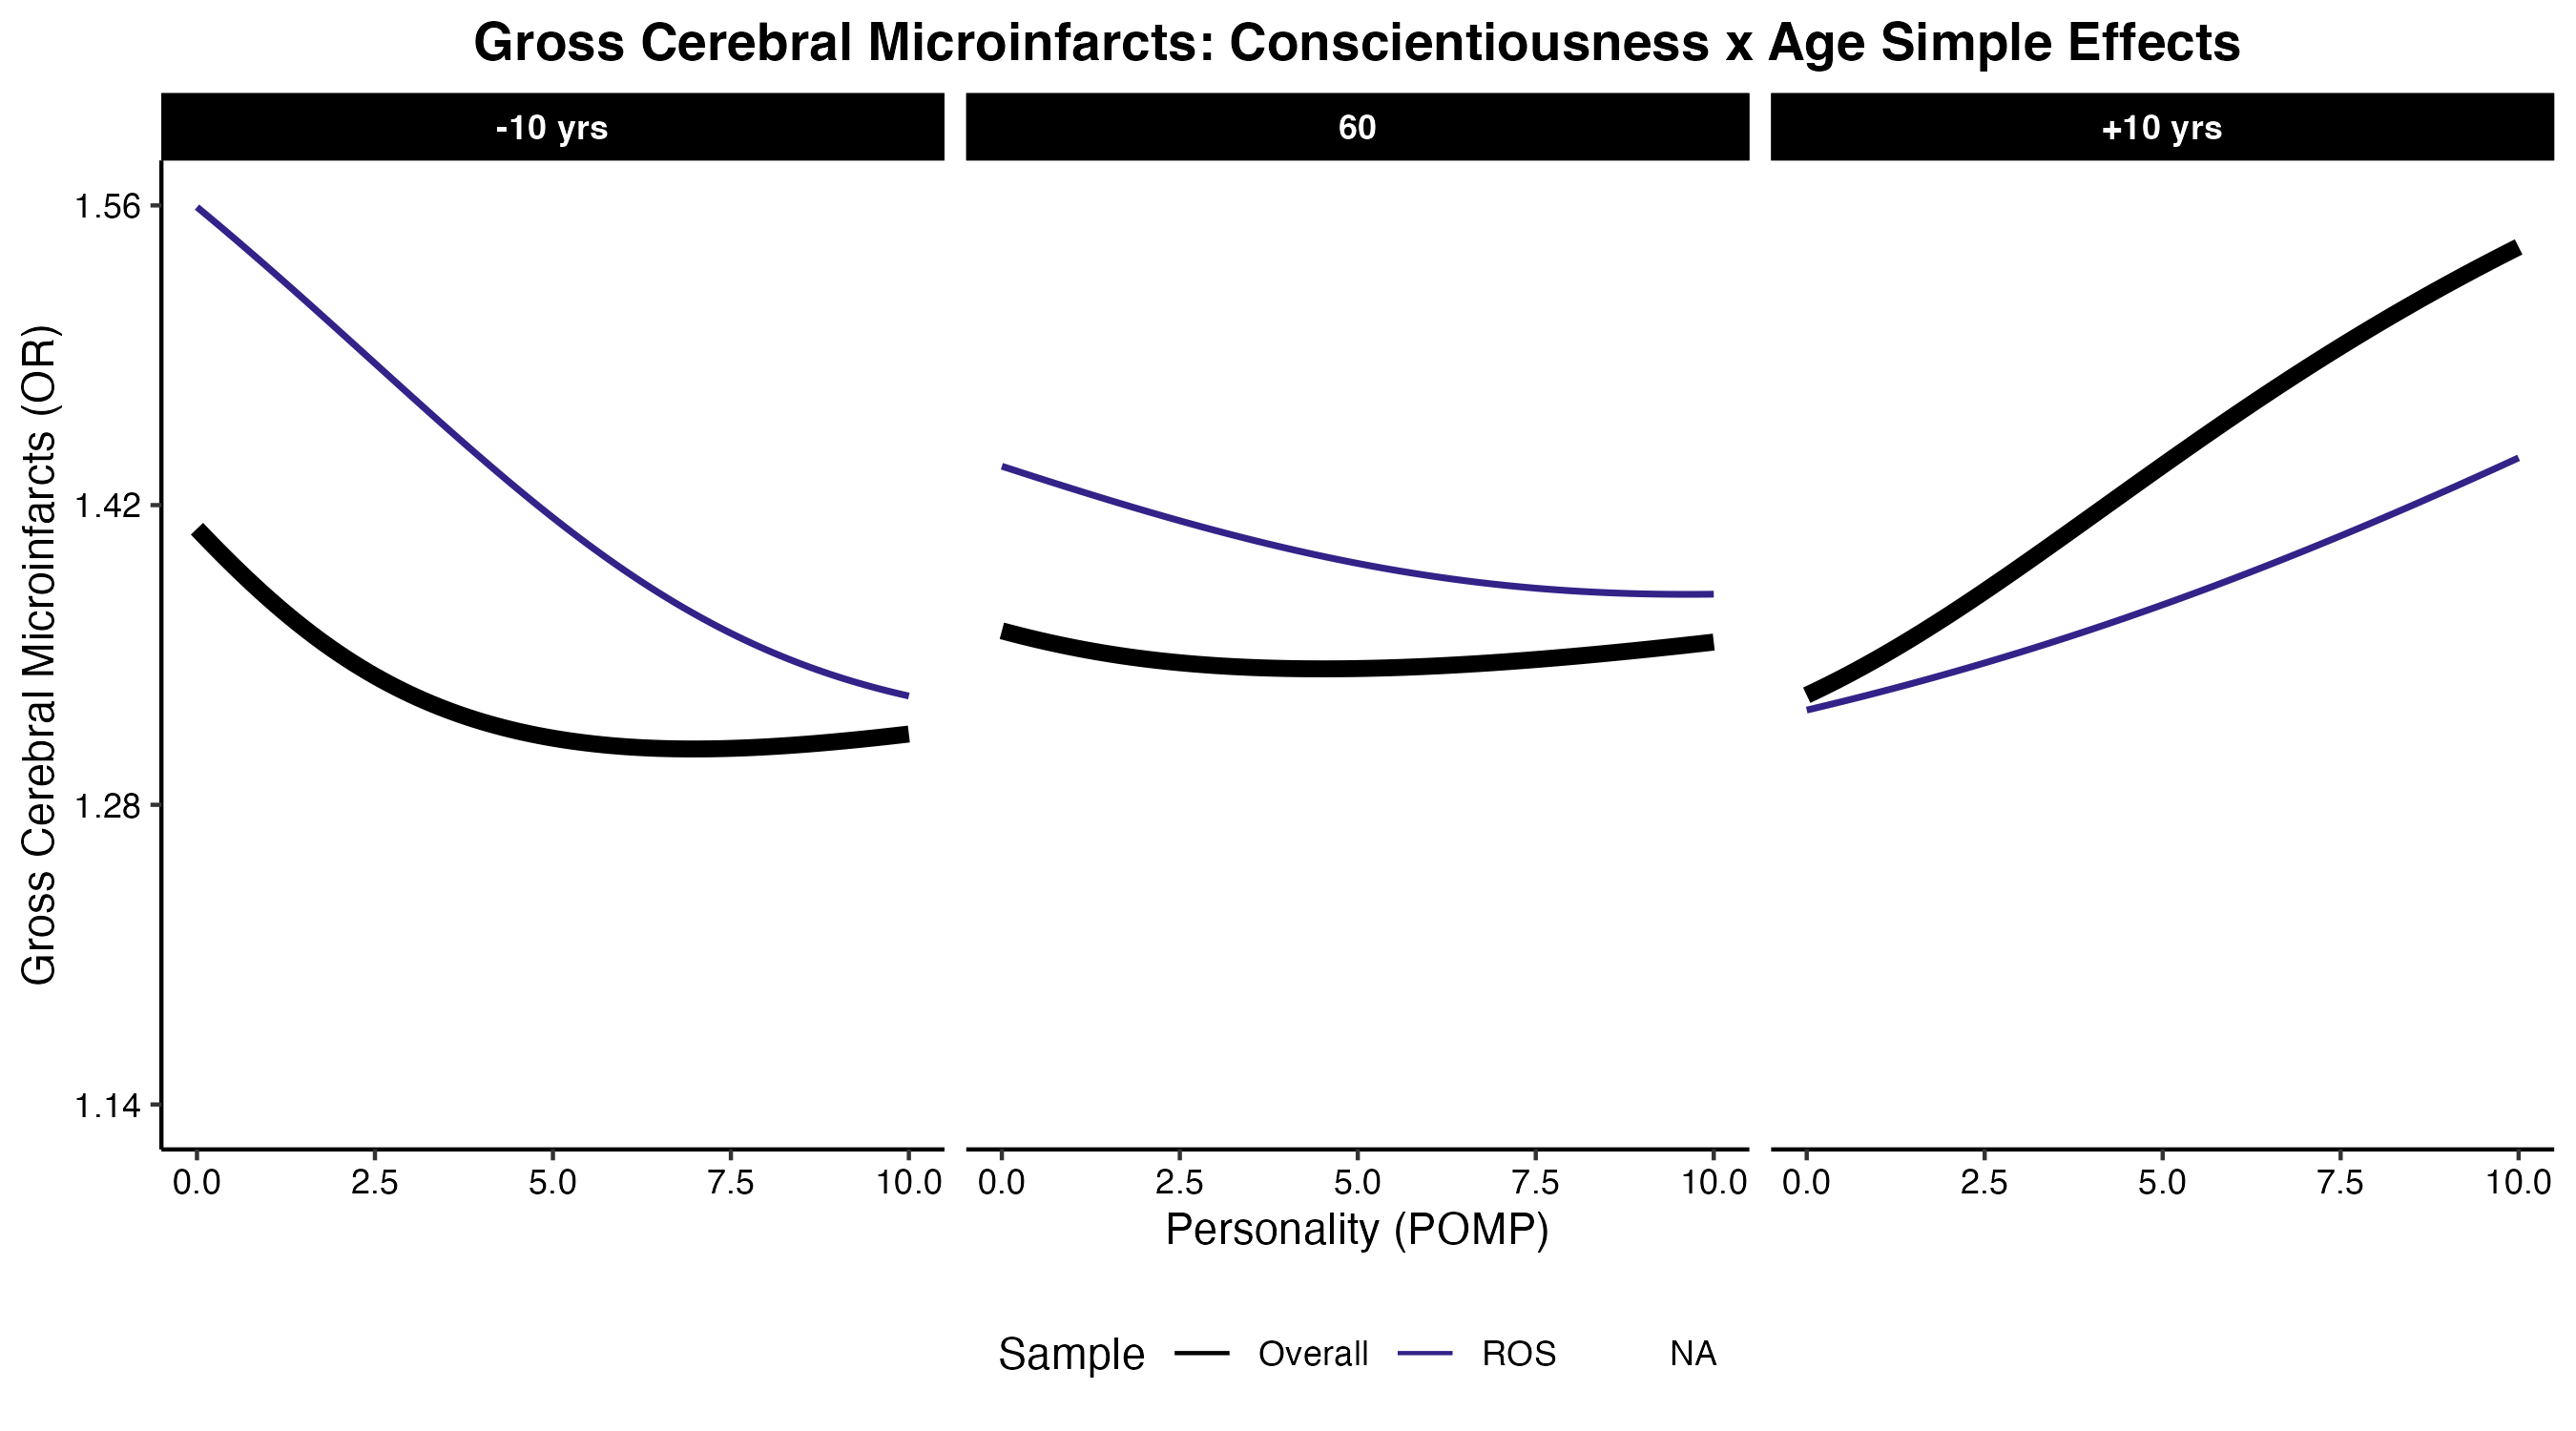 Gross Cerebral Microinfarcts: Conscientiousness x Age Simple Effects
-10 yrs 60 +10 yrs
Gross Cerebral Microinfarcts (OR)
1.56
1.42
1.28
1.14
0.0 2.5 5.0 7.5 10.0 0.0 2.5 5.0 7.5 10.0 0.0 2.5 5.0 7.5 10.0
Personality (POMP)
Sample Overall ROS NA